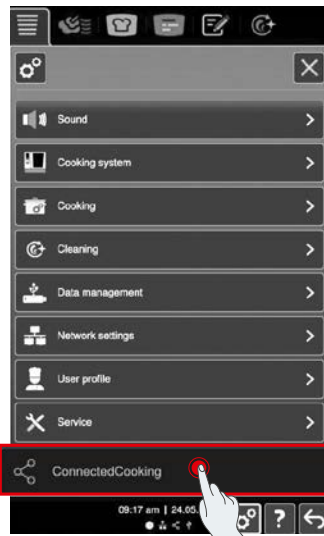 Sound
Cooking system
Cooking
Cleaning
Data management
Network settings
User profile
Service
ConnectedCooking
09:17 am | 24.05.
?